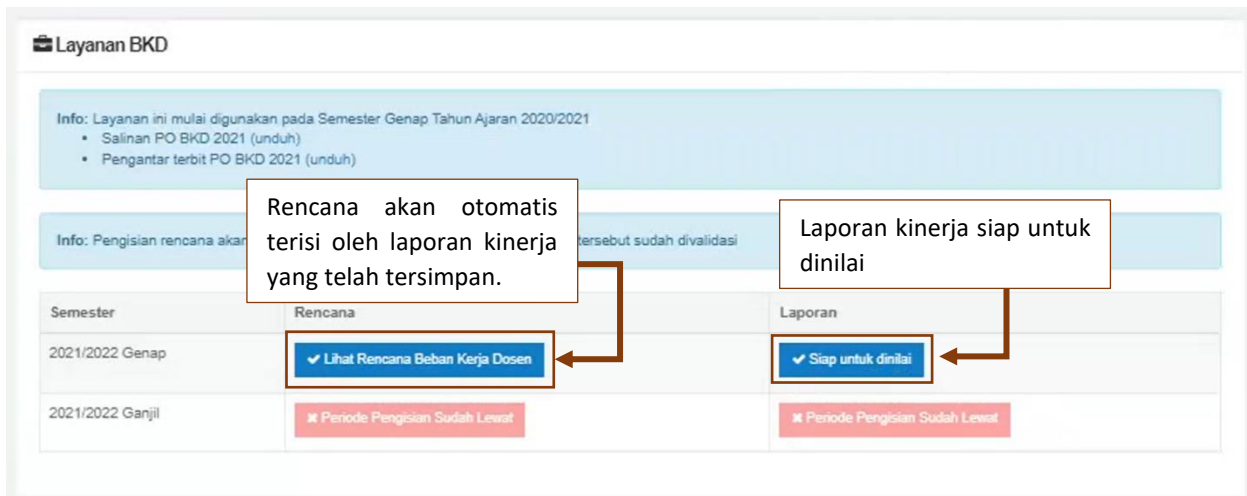 Layanan BKD
Info: Layanan ini mulai digunakan pada Semester Genap Tahun Ajaran 2020/2021
• Salinan PO BKD 2021 (unduh)
• Pengantar terbit PO BKD 2021 (unduh)
Rencana akan otomatis
terisi oleh laporan kinerja
yang telah tersimpan.
Laporan kinerja siap untuk
dinilai
Info: Pengisian rencana akan tersebut sudah divalidasi
Semester Rencana Laporan
2021/2022 Genap ✔ Lihat Rencana Beban Kerja Dosen ✔ Siap untuk dinilai
2021/2022 Ganjil ✖ Periode Pengisian Sudah Lewat ✖ Periode Pengisian Sudah Lewat